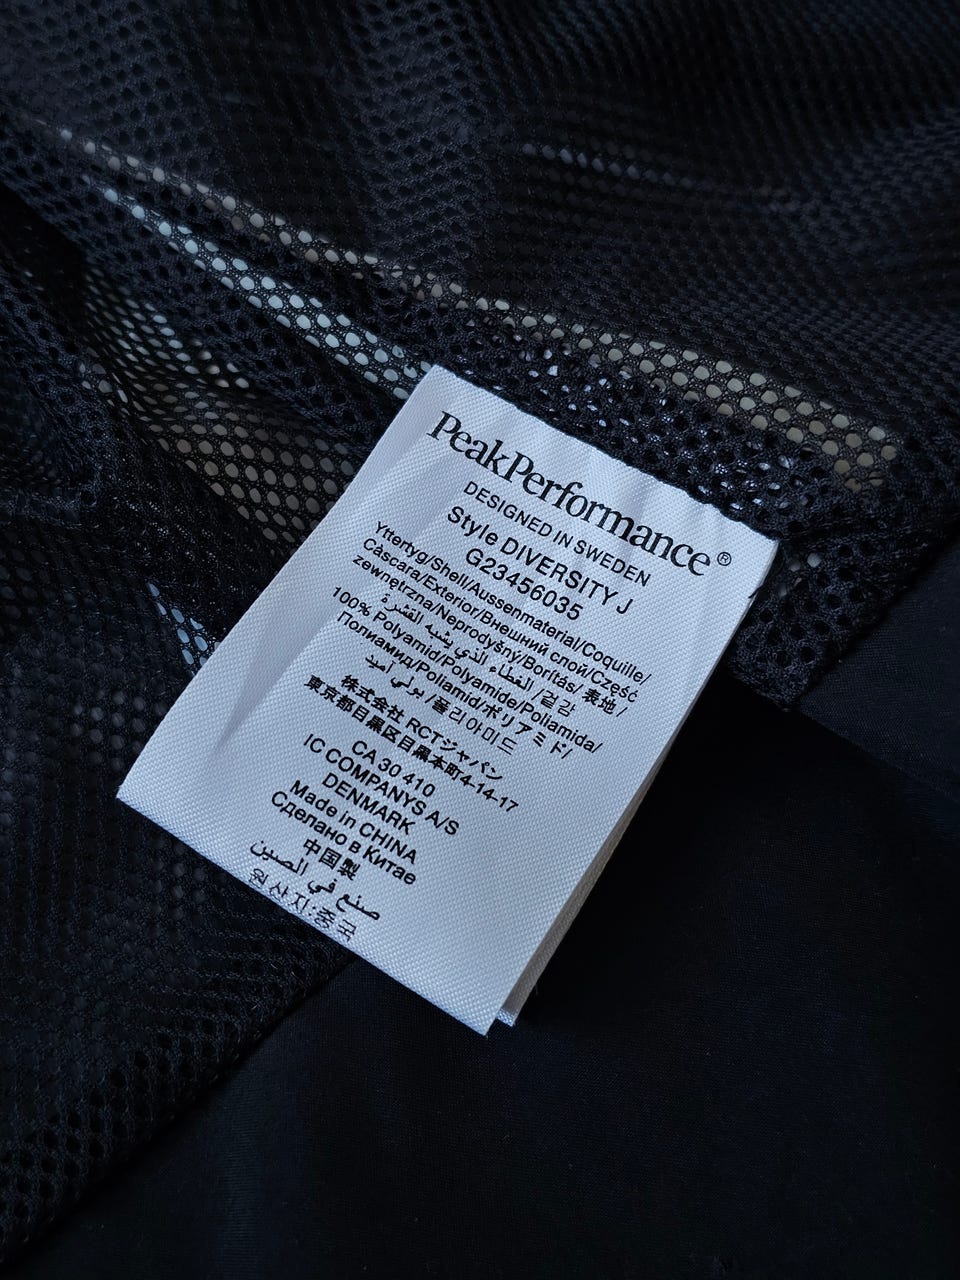 PeakPerformance®
DESIGNED IN SWEDEN
Style DIVERSITY J
G23456035
Yttertyg/Shell/Aussenmaterial/Coquille/
Cáscara/Exterior/Внешний слой/Część
zewnętrzna/Neprodyšný/Borítás/ 表地 /
الغطاء الذي يشبه القشرة /겉감
100% Polyamid/Polyamide/Poliamida/
Полиамид/Poliamid/ポリアミド/
بولي أميد /폴리아미드
株式会社 RCTジャパン
東京都目黒区目黒本町4-14-17
CA 30 410
IC COMPANYS A/S
DENMARK
Made in CHINA
Сделано в Китае
中国製
صنع في الصين
원산지:중국